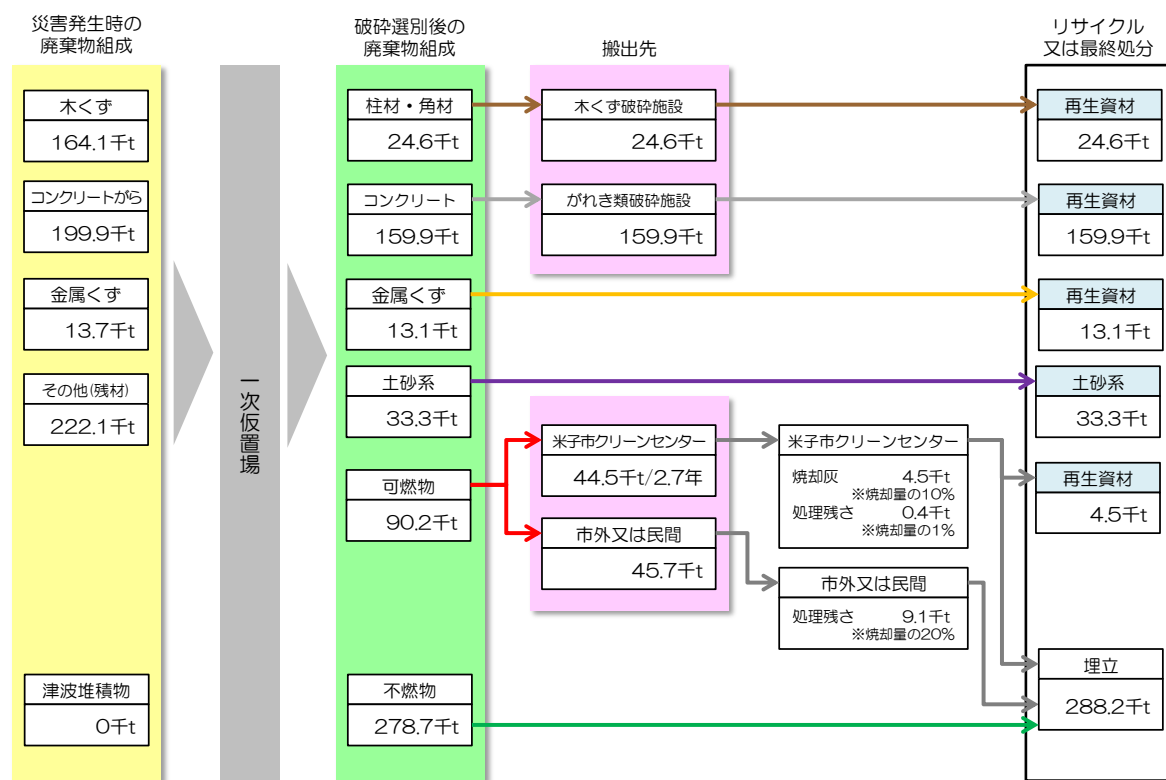 災害発生時の
廃棄物組成
木くず
164.1千t
コンクリートがら
199.9千t
金属くず
13.7千t
その他(残材)
222.1千t
津波堆積物
0千t
一次仮置場
破砕選別後の
廃棄物組成
柱材・角材
24.6千t
コンクリート
159.9千t
金属くず
13.1千t
土砂系
33.3千t
可燃物
90.2千t
不燃物
278.7千t
搬出先
木くず破砕施設
24.6千t
がれき類破砕施設
159.9千t
米子市クリーンセンター
44.5千t/2.7年
市外又は民間
45.7千t
米子市クリーンセンター
焼却灰 4.5千t
※焼却量の10%
処理残さ 0.4千t
※焼却量の1%
市外又は民間
処理残さ 9.1千t
※焼却量の20%
リサイクル
又は最終処分
再生資材
24.6千t
再生資材
159.9千t
再生資材
13.1千t
土砂系
33.3千t
再生資材
4.5千t
埋立
288.2千t